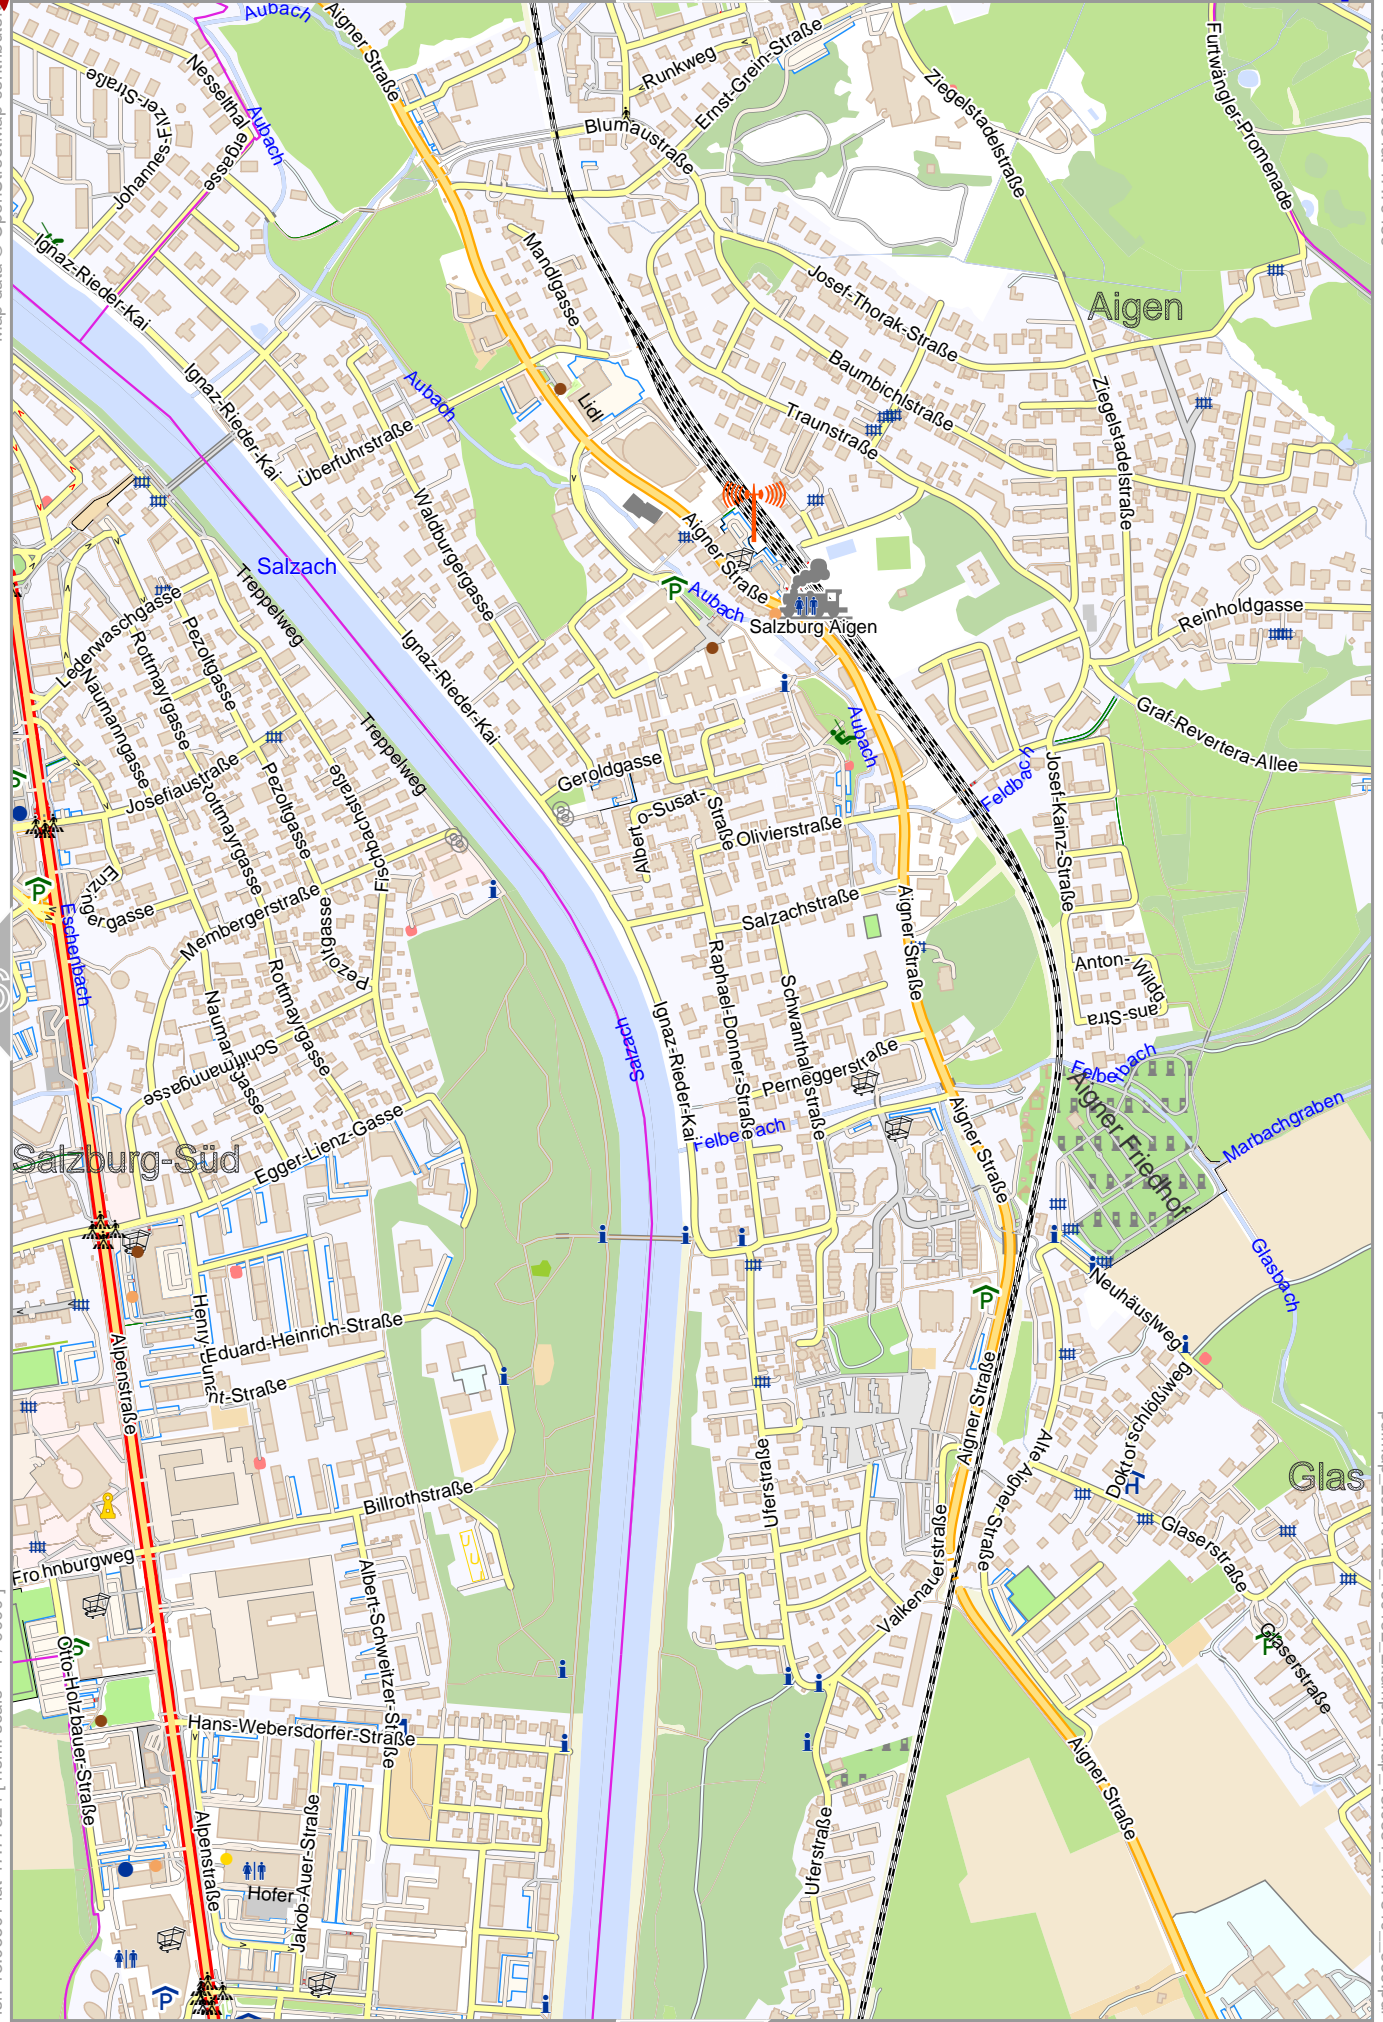 Aubach
Aigner Straße
Nesselthalergasse
Johannes-Filzer-Straße
Aubach
Runkweg
Ernst-Grein-Straße
Blumaustraße
Ziegelstadelstraße
Furtwängler-Promenade
Ignaz-Rieder-Kai
Mandlgasse
Josef-Thorak-Straße
Aigen
Ignaz-Rieder-Kai
Aubach
Lidl
Baumbichlstraße
Traunstraße
Ziegelstadelstraße
Überfuhrstraße
Waldburgergasse
Aigner Straße
Salzach
Treppelweg
Aubach
Salzburg Aigen
Reinholdgasse
Lederwaschgasse
Pezoltgasse
Rottmayrgasse
Naumanngasse
Ignaz-Rieder-Kai
Treppelweg
Graf-Revertera-Allee
Aubach
Feldbach
Josefiaustraße
Pezoltgasse
Rottmayrgasse
Fischbachstraße
Geroldgasse
Albert
o-Susat-
Straße
Olivierstraße
Josef-Kainz-Straße
Enzingergasse
Eschenbach
Membergerstraße
Pezoltgasse
Salzachstraße
Aigner Straße
Anton-
Wildg
ans-Stra
Rottmayrgasse
Naumanngasse
Schiffmanngasse
Salzach
Ignaz-Rieder-Kai
Raphael-Donner-Straße
Schwanthalerstraße
Perneggerstraße
Felberbach
Felberbach
Aigner Friedhof
Marbachgraben
Salzburg-Süd
Egger-Lienz-Gasse
Aigner Straße
Glasbach
Neuhäuslweg
Doktorschlößlweg
Alpenstraße
Henry-Dunant-Straße
Eduard-Heinrich-Straße
Aigner Straße
Alte Aigner Straße
Glas
Billrothstraße
Uferstraße
Glaserstraße
Frohnburgweg
Albert-Schweitzer-Straße
Valkenauerstraße
Otto-Holzbauer-Straße
Glaserstraße
Hans-Webersdorfer-Straße
Aigner Straße
Alpenstraße
Jakob-Auer-Straße
Uferstraße
Hofer